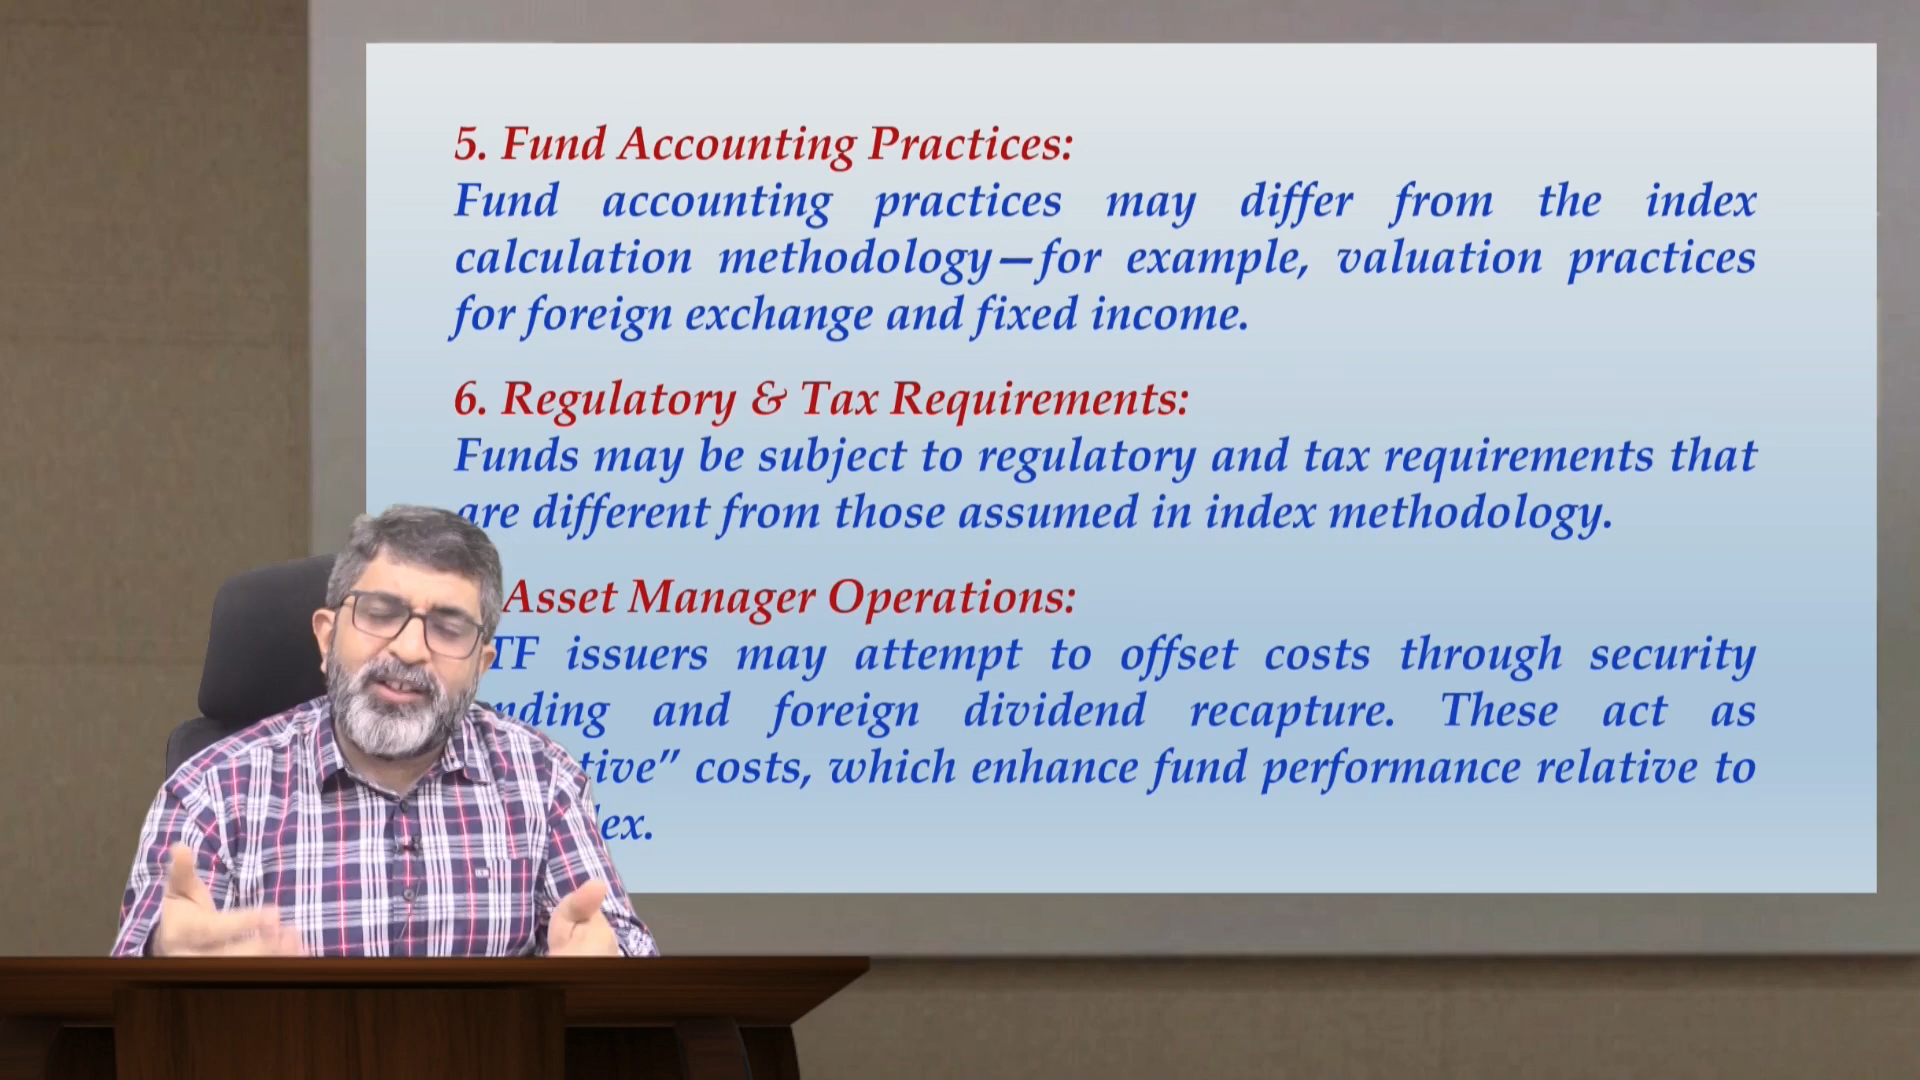 5. Fund Accounting Practices:
Fund accounting practices may differ from the index
calculation methodology—for example, valuation practices
for foreign exchange and fixed income.
6. Regulatory & Tax Requirements:
Funds may be subject to regulatory and tax requirements that
are different from those assumed in index methodology.
Asset Manager Operations:
issuers may attempt to offset costs through security
and foreign dividend recapture. These act as
costs, which enhance fund performance relative to